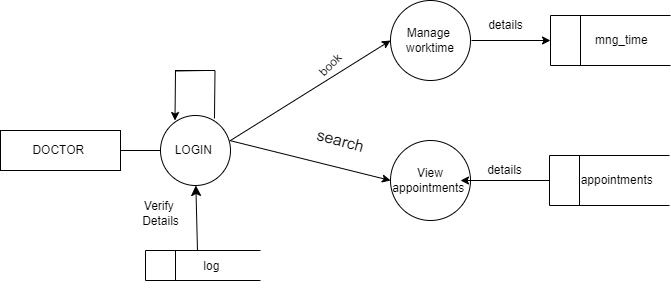 Manage
worktime
details
mng_time
book
search
DOCTOR
LOGIN
View
appointments
details
appointments
Verify
Details
log